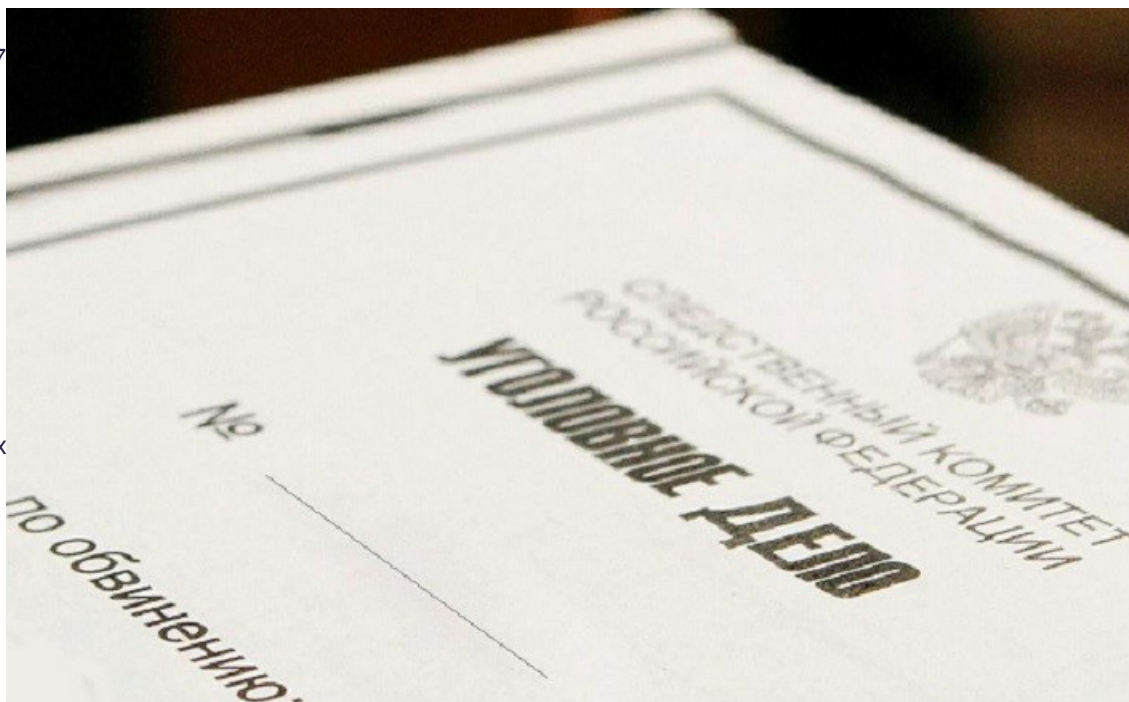 СЛЕДСТВЕННЫЙ КОМИТЕТ
РОССИЙСКОЙ ФЕДЕРАЦИИ
УГОЛОВНОЕ ДЕЛО
№
по обвинению: